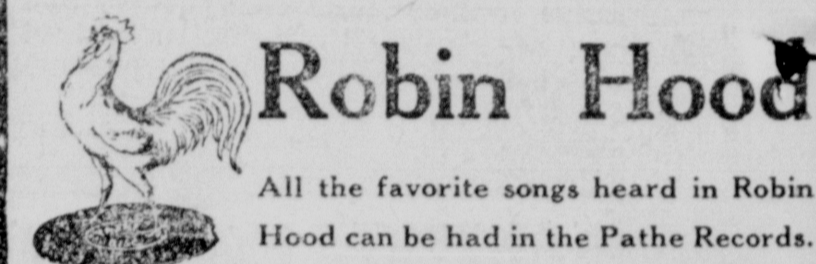 Robin Hood
All the favorite songs heard in Robin
Hood can be had in the Pathe Records.